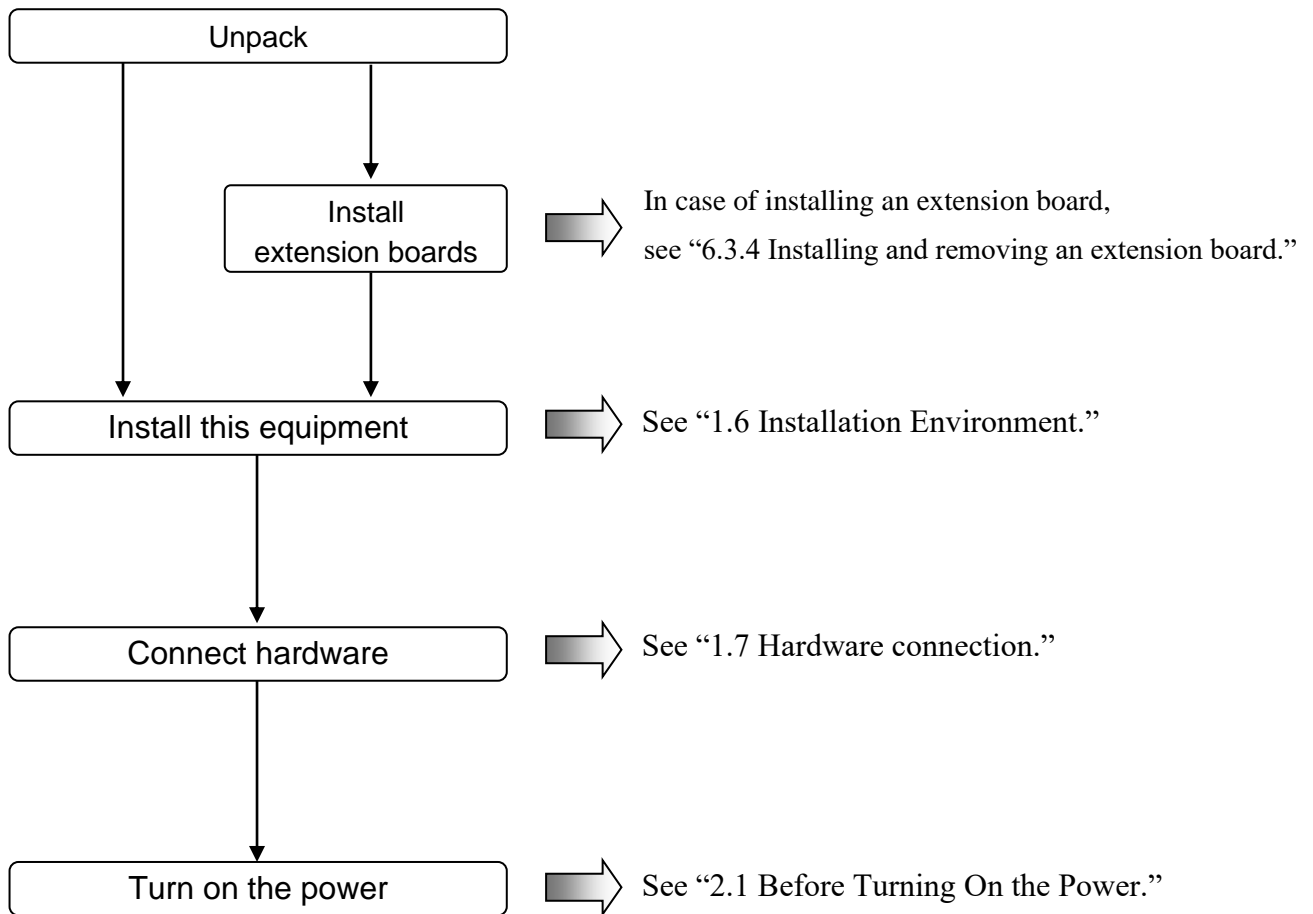 Unpack
Install
extension boards
In case of installing an extension board,
see “6.3.4 Installing and removing an extension board.”
Install this equipment
See “1.6 Installation Environment.”
Connect hardware
See “1.7 Hardware connection.”
Turn on the power
See “2.1 Before Turning On the Power.”